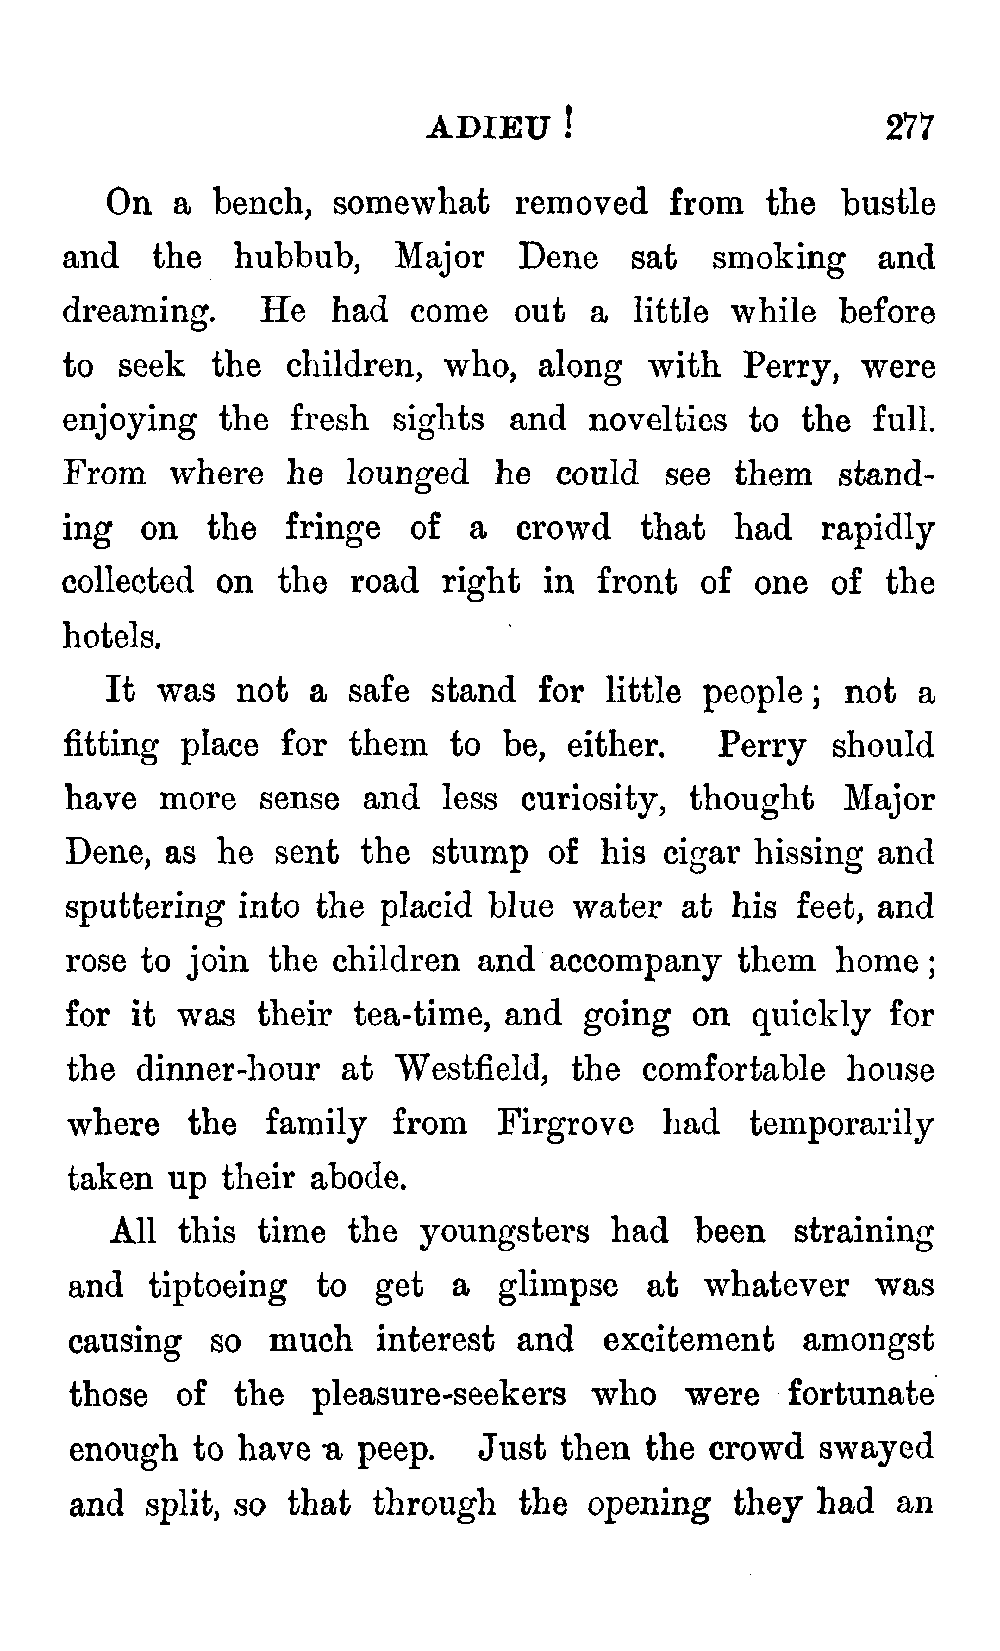 ADIEU! 277
On a bench, somewhat removed from the bustle
and the hubbub, Major Dene sat smoking and
dreaming. He had come out a little while before
to seek the children, who, along with Perry, were
enjoying the fresh sights and novelties to the full.
From where he lounged he could see them stand-
ing on the fringe of a crowd that had rapidly
collected on the road right in front of one of the
hotels.
It was not a safe stand for little people; not a
fitting place for them to be, either. Perry should
have more sense and less curiosity, thought Major
Dene, as he sent the stump of his cigar hissing and
sputtering into the placid blue water at his feet, and
rose to join the children and accompany them home;
for it was their tea-time, and going on quickly for
the dinner-hour at Westfield, the comfortable house
where the family from Firgrove had temporarily
taken up their abode.
All this time the youngsters had been straining
and tiptoeing to get a glimpse at whatever was
causing so much interest and excitement amongst
those of the pleasure-seekers who were fortunate
enough to have a peep. Just then the crowd swayed
and split, so that through the opening they had an